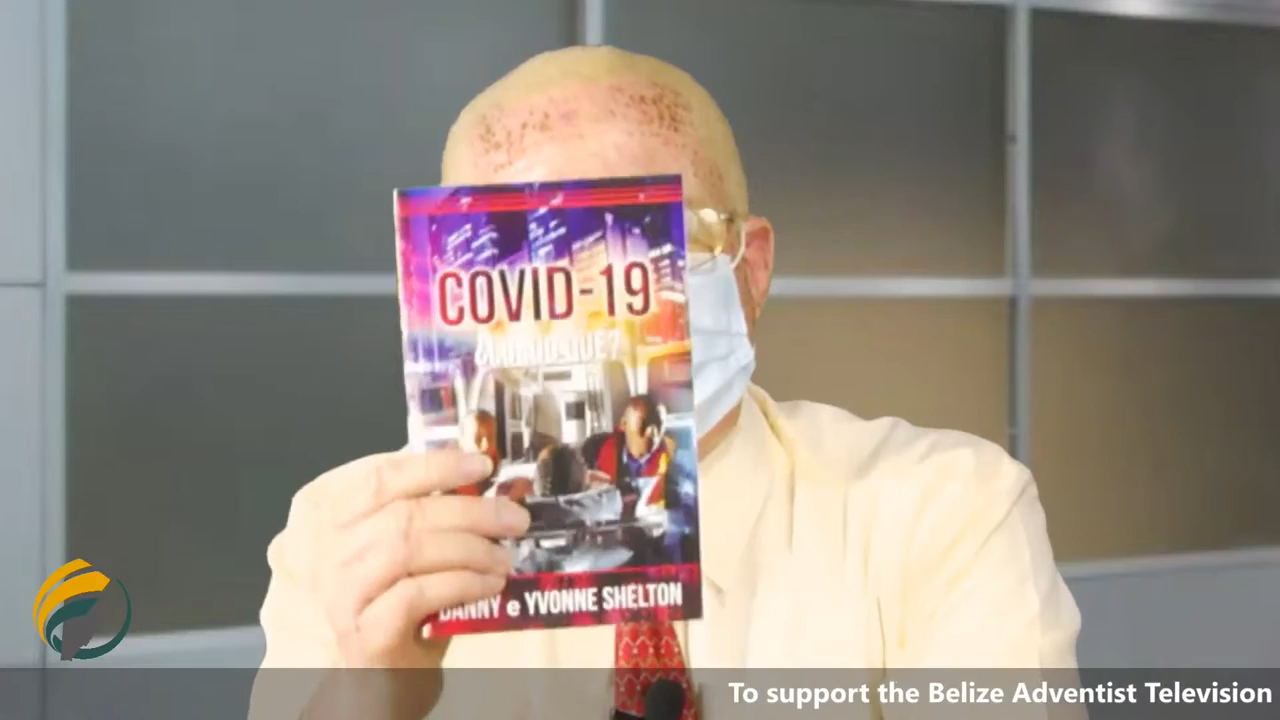 COVID-19
DANNY e YVONNE SHELTON
To support the Belize Adventist Television